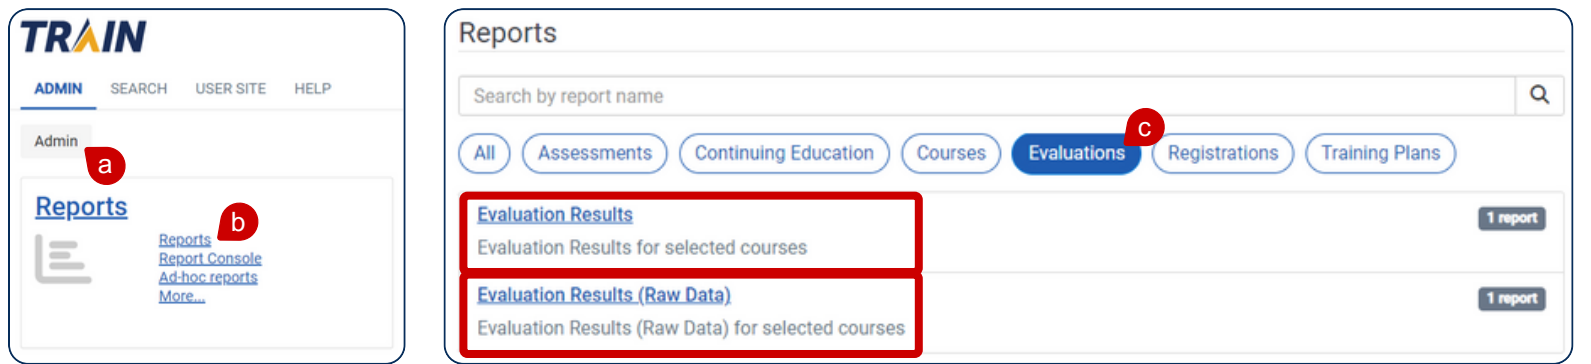 TRAIN
ADMIN SEARCH USER SITE HELP
Admin
a
Reports
b
Reports
Report Console
Ad-hoc reports
More...
Reports
Search by report name
c
All Assessments Continuing Education Courses Evaluations Registrations Training Plans
Evaluation Results 1 report
Evaluation Results for selected courses
Evaluation Results (Raw Data) 1 report
Evaluation Results (Raw Data) for selected courses